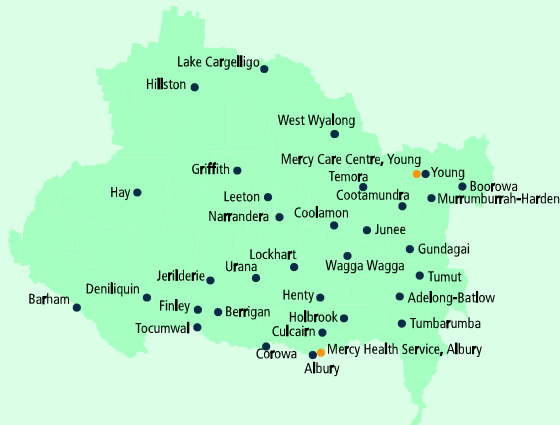 Lake Cargelligo
Hillston
West Wyalong
Mercy Care Centre, Young
Griffith
Temora
Young
Boorowa
Hay
Leeton
Cootamundra
Murrumburrah-Harden
Narrandera
Coolamon
Junee
Gundagai
Lockhart
Urana
Wagga Wagga
Jerilderie
Tumut
Deniliquin
Henty
Adelong-Batlow
Barham
Finley
Berrigan
Holbrook
Tocumwal
Culcairn
Tumbarumba
Corowa
Mercy Health Service, Albury
Albury